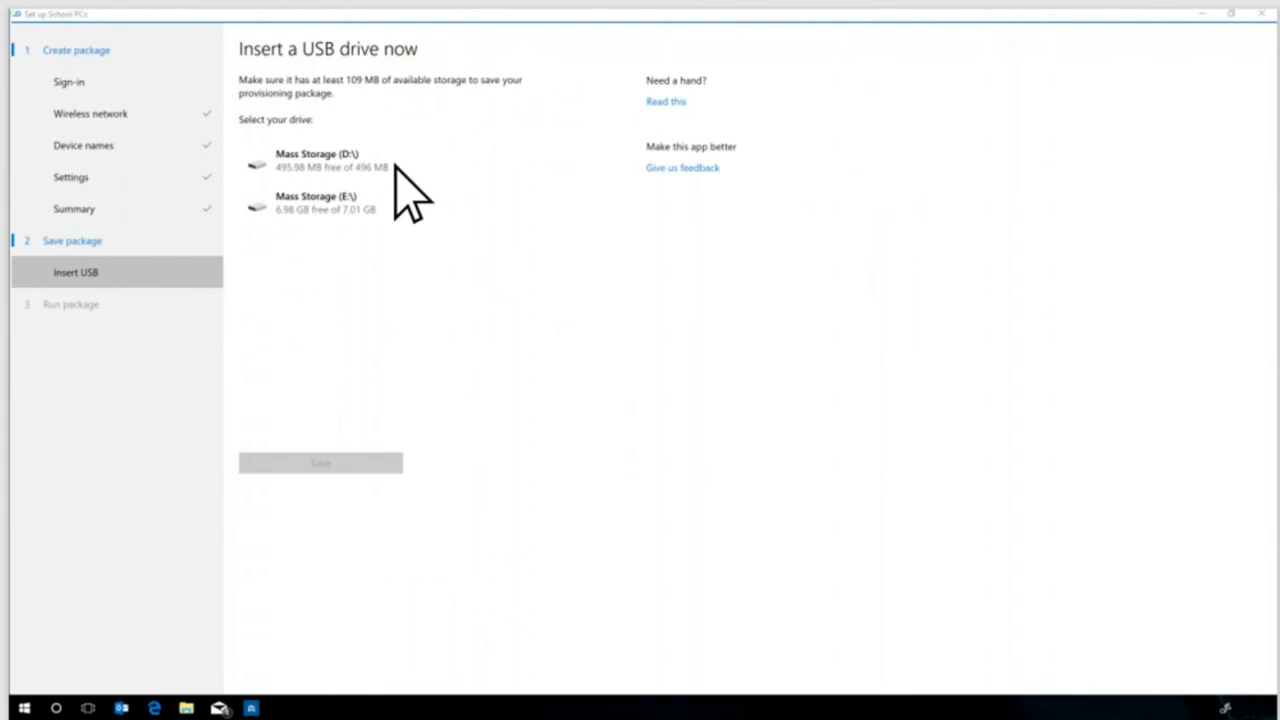 Set up School PCs
1 Create package
Sign-in
Wireless network
Device names
Settings
Summary
2 Save package
Insert USB
3 Run package
Insert a USB drive now
Make sure it has at least 109 MB of available storage to save your
provisioning package.
Select your drive:
Mass Storage (D:\)
495.98 MB free of 496 MB
Mass Storage (E:\)
6.98 GB free of 7.01 GB
Save
Need a hand?
Read this
Make this app better
Give us feedback